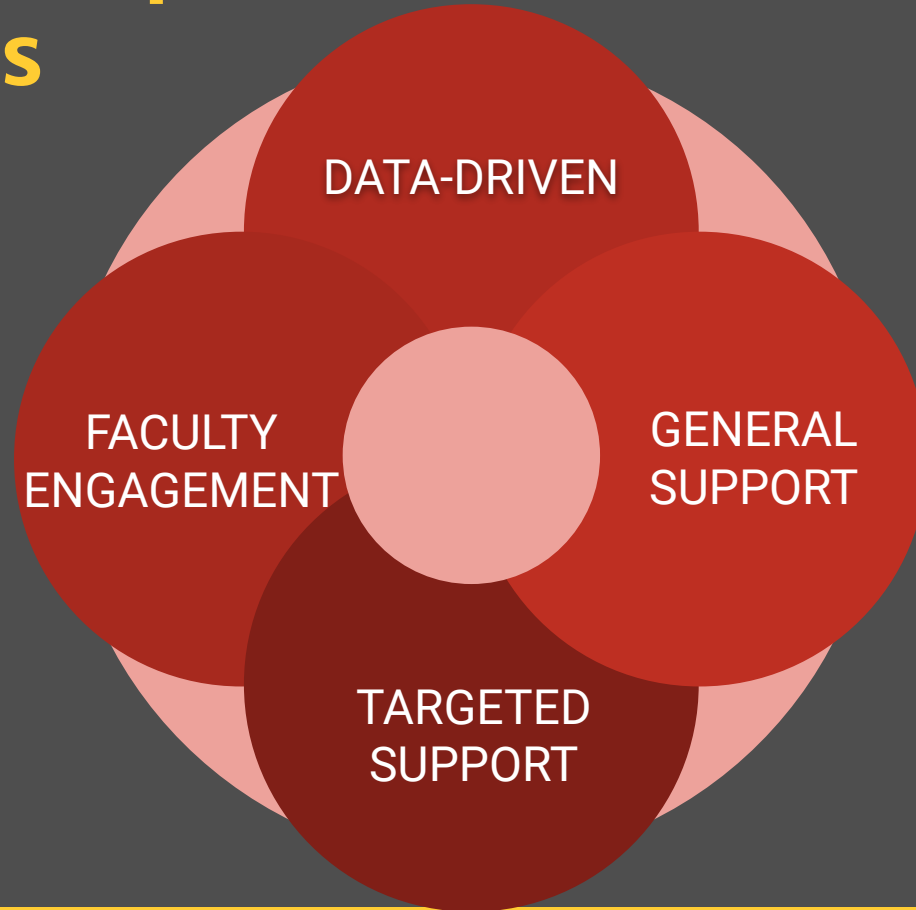 s
DATA-DRIVEN
FACULTY
ENGAGEMENT
GENERAL
SUPPORT
TARGETED
SUPPORT